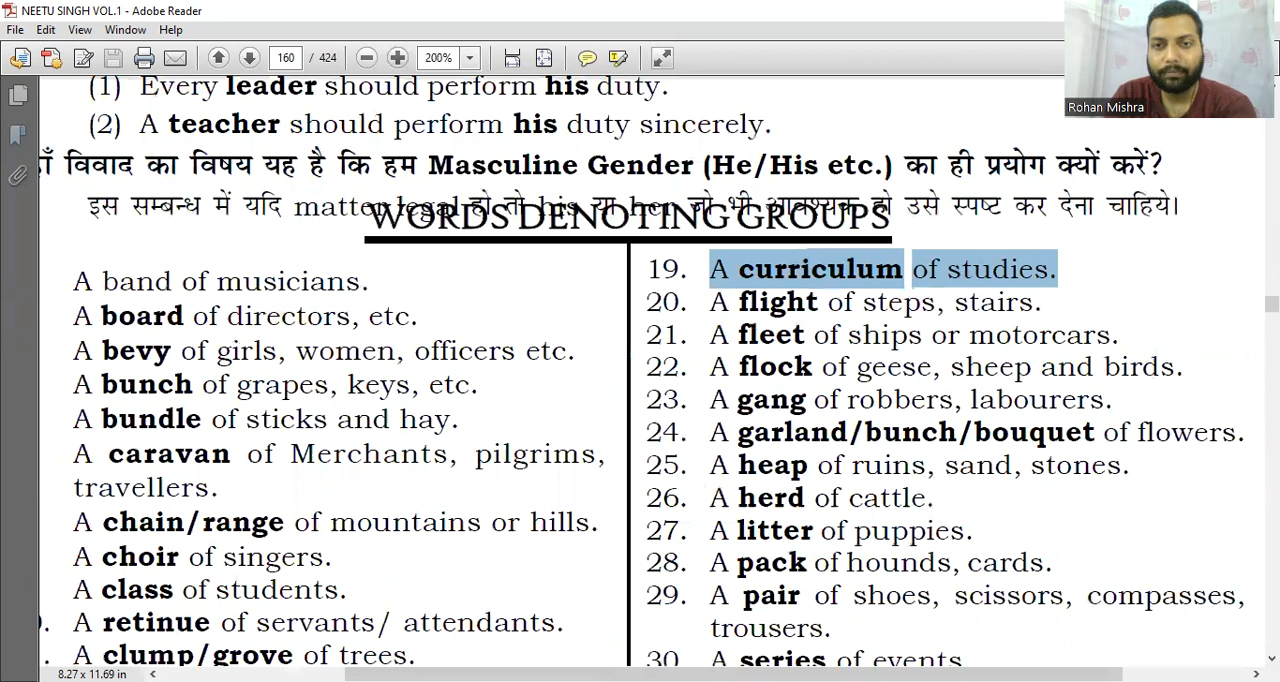 NEETU SINGH VOL.1 - Adobe Reader
File Edit View Window Help
160 / 424 200%
Rohan Mishra
(1) Every leader should perform his duty.
(2) A teacher should perform his duty sincerely.
हाँ विवाद का विषय यह है कि हम Masculine Gender (He/His etc.) का ही प्रयोग क्यों करें?
इस सम्बन्ध में यदि matter legal हो तो his या her जो भी आवश्यक हो उसे स्पष्ट कर देना चाहिये।
WORDS DENOTING GROUPS
A band of musicians.
A board of directors, etc.
A bevy of girls, women, officers etc.
A bunch of grapes, keys, etc.
A bundle of sticks and hay.
A caravan of Merchants, pilgrims,
travellers.
A chain/range of mountains or hills.
A choir of singers.
A class of students.
A retinue of servants/ attendants.
A clump/grove of trees.
19. A curriculum of studies.
20. A flight of steps, stairs.
21. A fleet of ships or motorcars.
22. A flock of geese, sheep and birds.
23. A gang of robbers, labourers.
24. A garland/bunch/bouquet of flowers.
25. A heap of ruins, sand, stones.
26. A herd of cattle.
27. A litter of puppies.
28. A pack of hounds, cards.
29. A pair of shoes, scissors, compasses,
trousers.
30. A series of events
8.27 x 11.69 in